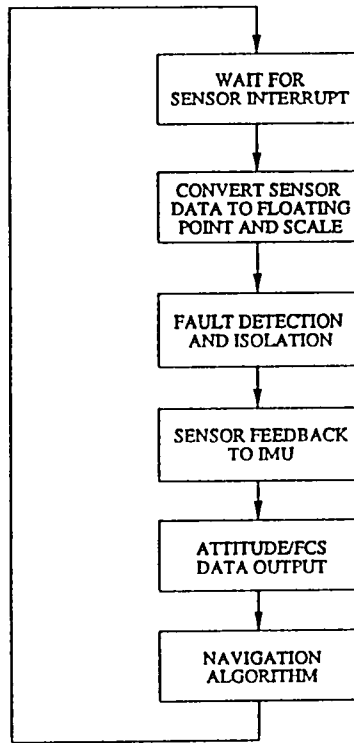 WAIT FOR
SENSOR INTERRUPT
CONVERT SENSOR
DATA TO FLOATING
POINT AND SCALE
FAULT DETECTION
AND ISOLATION
SENSOR FEEDBACK
TO IMU
ATTITUDE/FCS
DATA OUTPUT
NAVIGATION
ALGORITHM